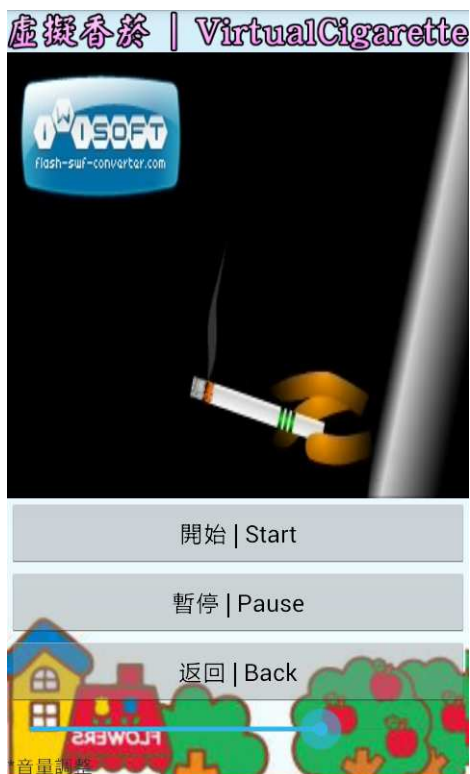 虛擬香菸 | VirtualCigarette
iWiSOFT
flash-swf-converter.com
開始 | Start
暫停 | Pause
返回 | Back
FLOWERS
*音量調整